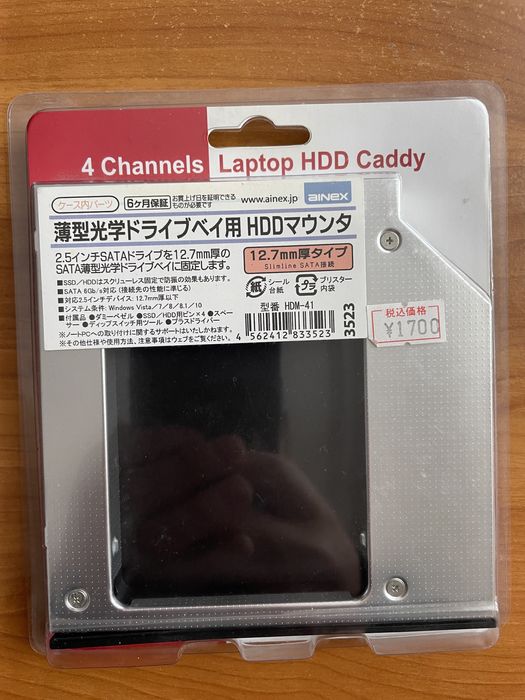 4 Channels Laptop HDD Caddy
ケース内パーツ 6ヶ月保証 お買上げ日を証明できるものが必要です www.ainex.jp ainex
薄型光学ドライブベイ用 HDDマウンタ
2.5インチSATAドライブを12.7mm厚の
SATA薄型光学ドライブベイに固定します。
12.7mm厚タイプ
Slimline SATA接続
■SSD/HDDはスクリューレス固定で防振の効果もあります。
■SATA 6Gb/s対応（接続先の性能に準じる）
■対応2.5インチデバイス: 12.7mm厚以下
■システム条件: Windows Vista/7/8/8.1/10
■付属品 ●ダミーベゼル ●SSD/HDD用ピン×4 ●スペー
サー ●ディップスイッチ用ツール ●プラスドライバー
※ノートPCへの取り付けに関するサポートはいたしかねます。
※その他仕様や使用方法、注意事項はウェブをご覧ください。
紙 シール台紙 プラ ブリスター内袋
型番 HDM-41
4 562412 833523
3523
税込価格
¥1700